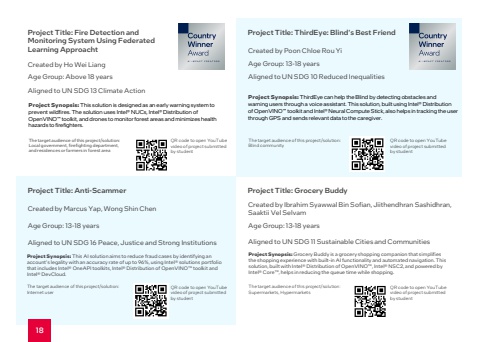 Project Title: Fire Detection and
Monitoring System Using Federated
Learning Approacht
Country
Winner
Award
Created by Ho Wei Liang
Age Group: Above 18 years
Aligned to UN SDG 13 Climate Action
Project Synopsis: This solution is designed as an early warning system to
prevent wildfires. The solution uses Intel® NUCs, Intel® Distribution of
OpenVINO™ toolkit, and drones to monitor forest areas and minimizes health
hazards to firefighters.
The target audience of this project/solution:
Local government, firefighting department,
and residences or farmers in forest area
QR code to open YouTube
video of project submitted
by student
Project Title: ThirdEye: Blind's Best Friend
Country
Winner
Award
Created by Poon Chloe Rou Yi
Age Group: 13-18 years
Aligned to UN SDG 10 Reduced Inequalities
Project Synopsis: ThirdEye can help the Blind by detecting obstacles and
warning users through a voice assistant. This solution, built using Intel® Distribution
of OpenVINO™ toolkit and Intel® Neural Compute Stick, also helps in tracking the user
through GPS and sends relevant data to the caregiver.
The target audience of this project/solution:
Blind community
QR code to open YouTube
video of project submitted
by student
Project Title: Anti-Scammer
Created by Marcus Yap, Wong Shin Chen
Age Group: 13-18 years
Aligned to UN SDG 16 Peace, Justice and Strong Institutions
Project Synopsis: This AI solution aims to reduce fraud cases by identifying an
account's legality with an accuracy rate of up to 96%, using Intel® solutions portfolio
that includes Intel® OneAPI toolkits, Intel® Distribution of OpenVINO™ toolkit and
Intel® DevCloud.
The target audience of this project/solution:
Internet user
QR code to open YouTube
video of project submitted
by student
Project Title: Grocery Buddy
Created by Ibrahim Syawwal Bin Sofian, Jiithendhran Sashidhran,
Saaktii Vel Selvam
Age Group: 13-18 years
Aligned to UN SDG 11 Sustainable Cities and Communities
Project Synopsis: Grocery Buddy is a grocery shopping companion that simplifies
the shopping experience with built-in AI functionality and automated navigation. This
solution, built with Intel® Distribution of OpenVINO™, Intel® NSC2, and powered by
Intel® Core™, helps in reducing the queue time while shopping.
The target audience of this project/solution:
Supermarkets, Hypermarkets
QR code to open YouTube
video of project submitted
by student
18